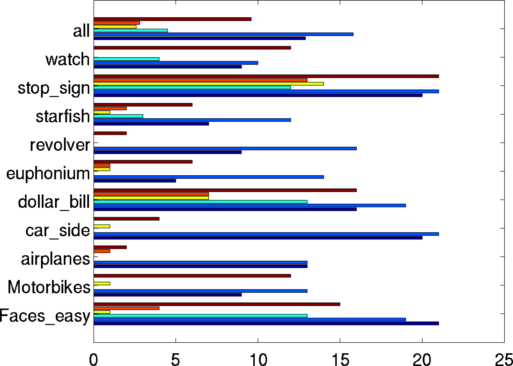 all
watch
stop_sign
starfish
revolver
euphonium
dollar_bill
car_side
airplanes
Motorbikes
Faces_easy
0 5 10 15 20 25